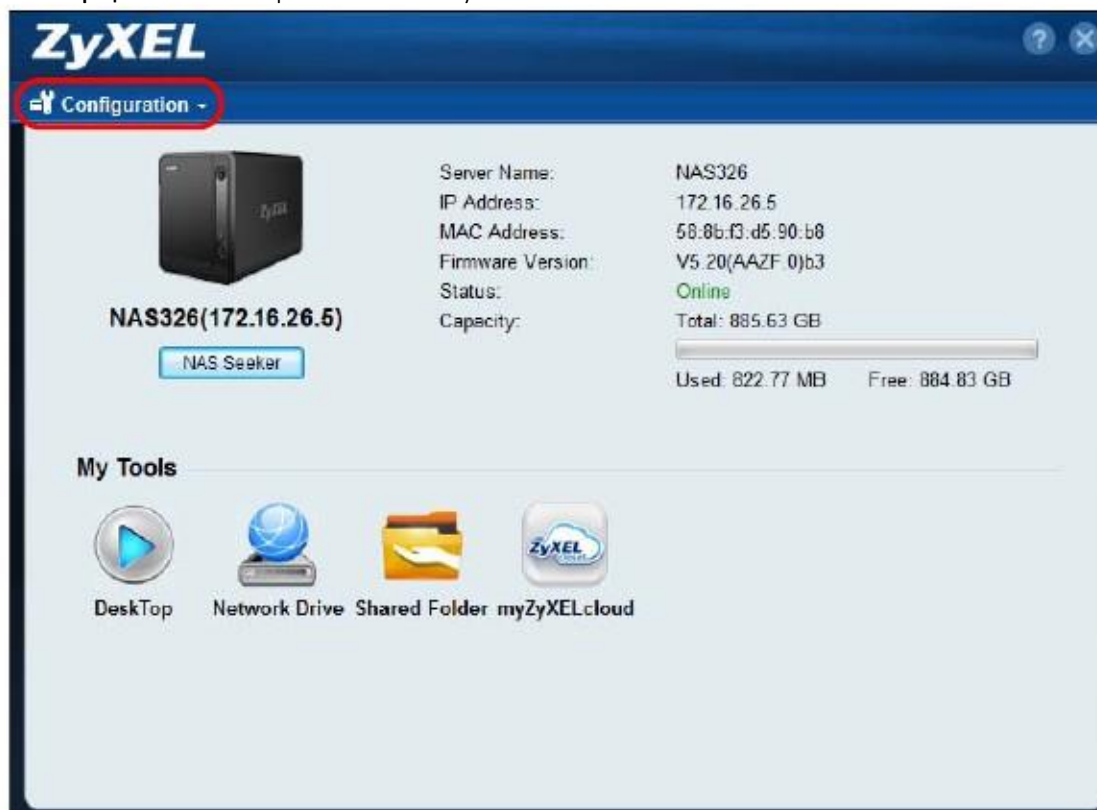 ZyXEL
Configuration
Server Name: NAS326
IP Address: 172.16.26.5
MAC Address: 58:8b:f3:d5:90:b8
Firmware Version: V5.20(AAZF.0)b3
Status: Online
Capacity: Total: 885.63 GB
Used: 822.77 MB Free: 884.83 GB
NAS326(172.16.26.5)
NAS Seeker
My Tools
DeskTop
Network Drive
Shared Folder
ZyXEL
myZyXELcloud